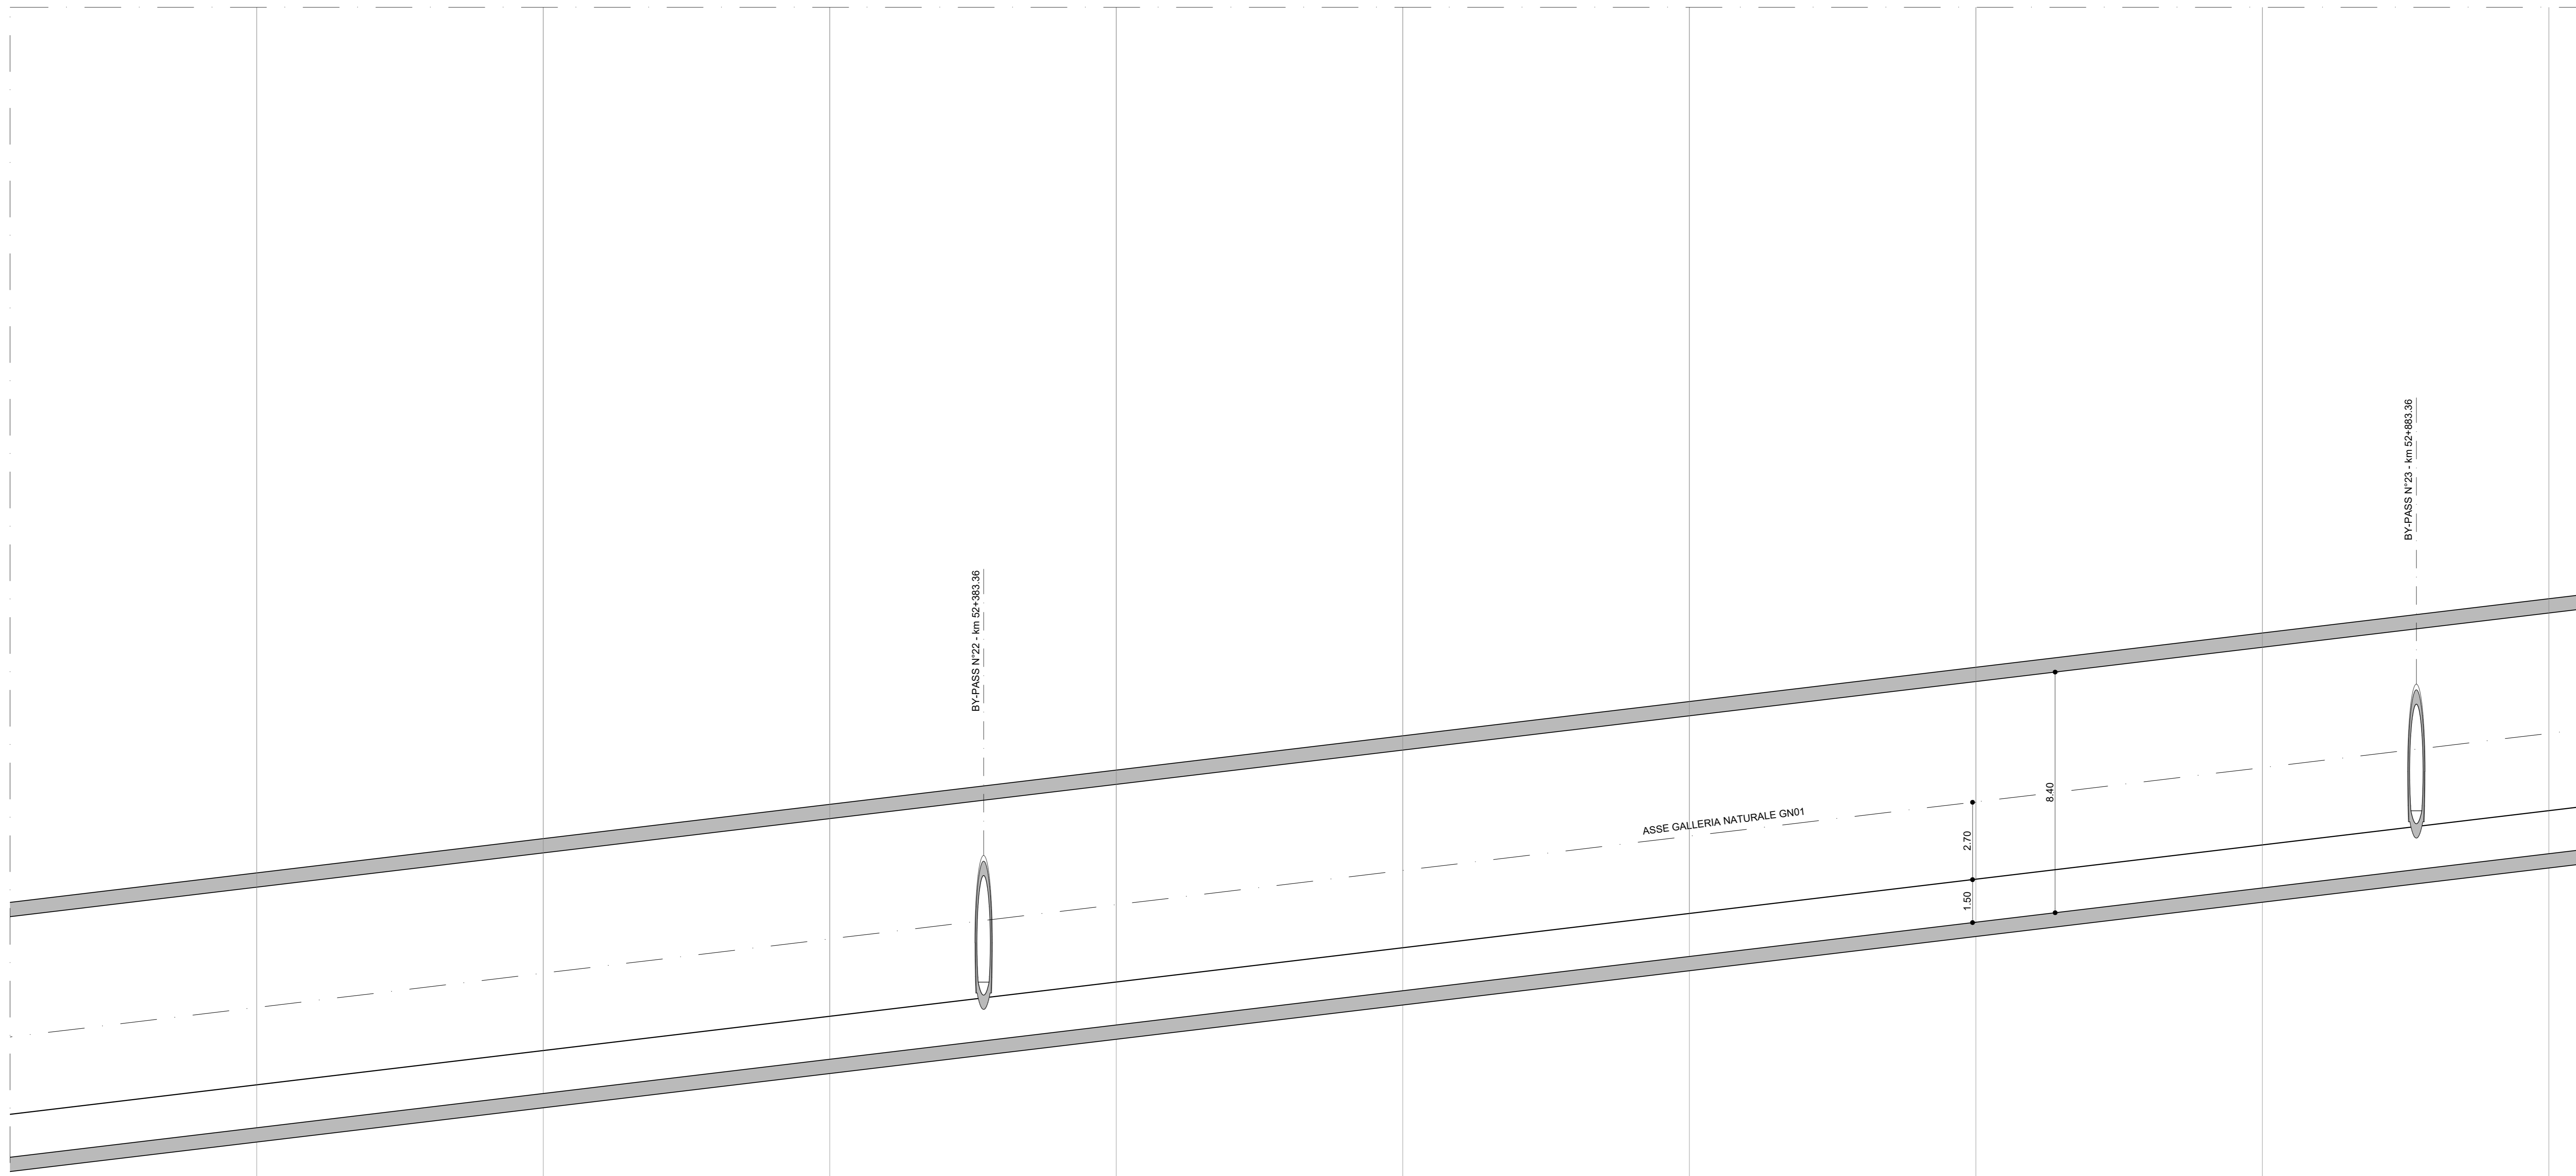 BY-PASS N°22 - km 52+383.36
ASSE GALLERIA NATURALE GN01
2.70
1.50
8.40
BY-PASS N°23 - km 52+883.36